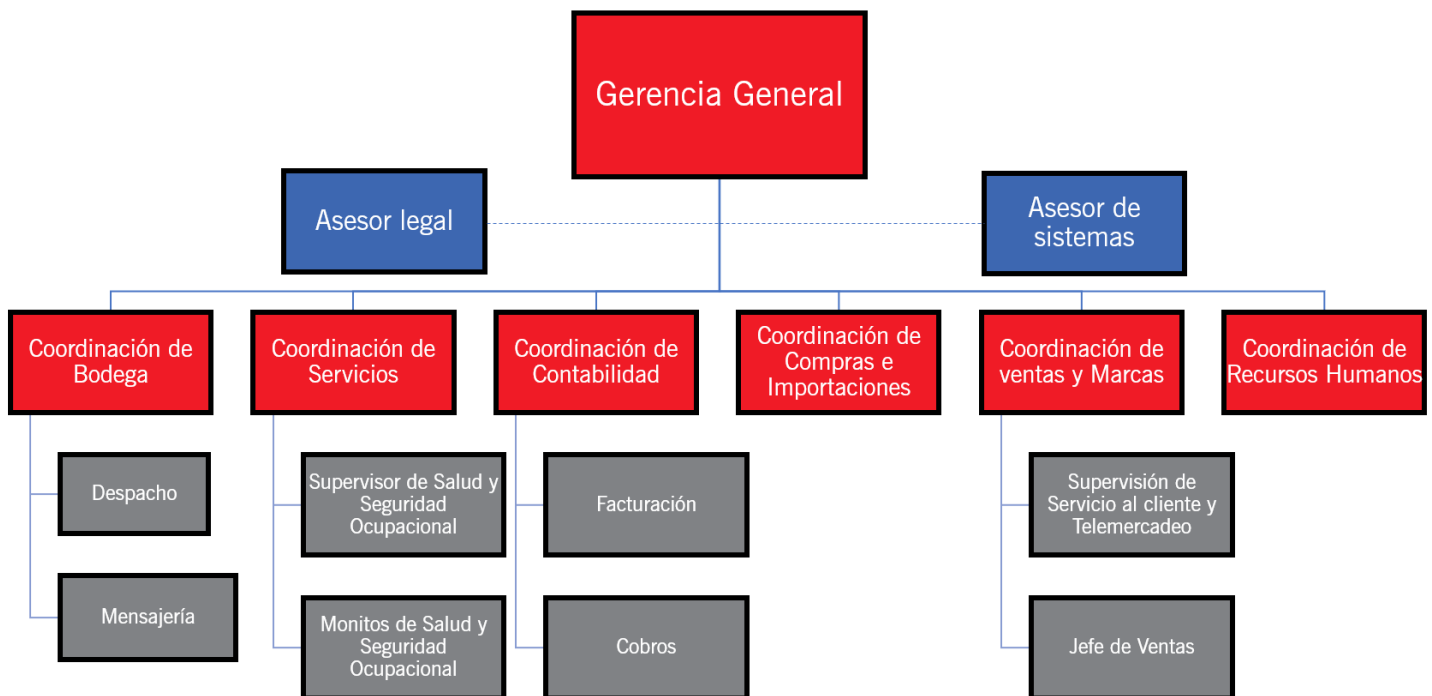 Gerencia General
Asesor legal
Asesor de
sistemas
Coordinación de
Bodega
Coordinación de
Servicios
Coordinación de
Contabilidad
Coordinación de
Compras e
Importaciones
Coordinación de
ventas y Marcas
Coordinación de
Recursos Humanos
Despacho
Supervisor de Salud y
Seguridad
Ocupacional
Facturación
Supervisión de
Servicio al cliente y
Telemercadeo
Mensajería
Monitos de Salud y
Seguridad
Ocupacional
Cobros
Jefe de Ventas